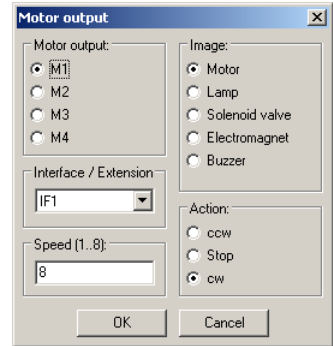 Motor output
Motor output:
M1
M2
M3
M4
Interface / Extension
IF1
Speed (1..8):
8
Image:
Motor
Lamp
Solenoid valve
Electromagnet
Buzzer
Action:
ccw
Stop
cw
OK
Cancel